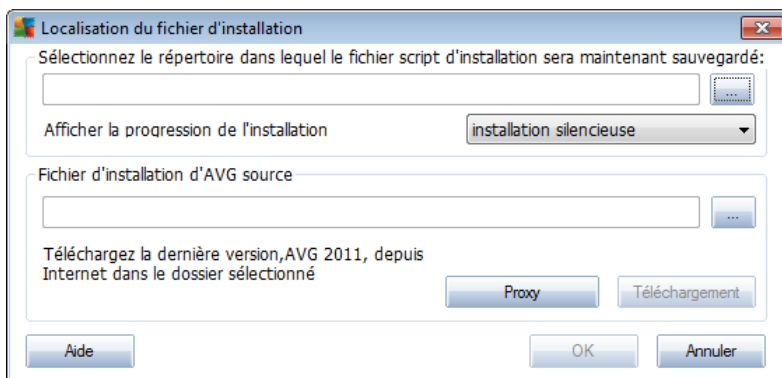 Localisation du fichier d'installation
Sélectionnez le répertoire dans lequel le fichier script d'installation sera maintenant sauvegardé:
...
Afficher la progression de l'installation
installation silencieuse
Fichier d'installation d'AVG source
...
Téléchargez la dernière version,AVG 2011, depuis
Internet dans le dossier sélectionné
Proxy
Téléchargement
Aide
OK
Annuler